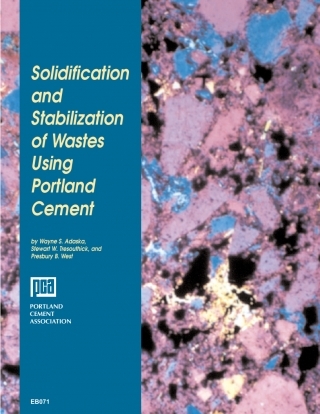 Solidification
and
Stabilization
of Wastes
Using
Portland
Cement
by Wayne S. Adaska,
Stewart W. Tresouthick, and
Presbury B. West
pca
PORTLAND
CEMENT
ASSOCIATION
EB071